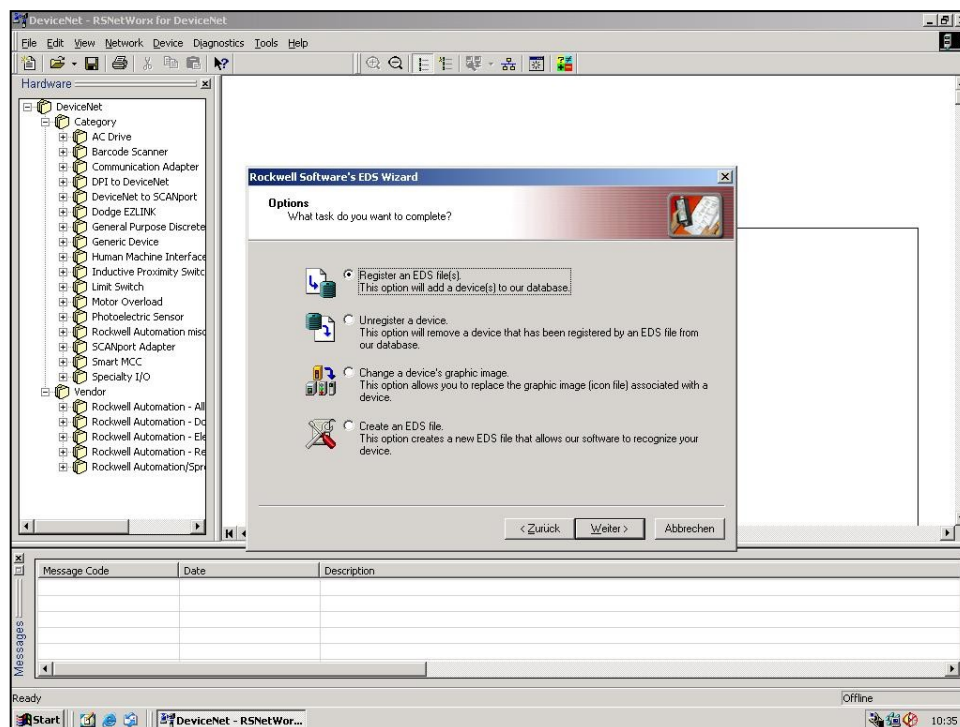 DeviceNet - RSNetWorx for DeviceNet
File Edit View Network Device Diagnostics Tools Help
Hardware
DeviceNet
Category
AC Drive
Barcode Scanner
Communication Adapter
DPI to DeviceNet
DeviceNet to SCANport
Dodge EZLINK
General Purpose Discrete
Generic Device
Human Machine Interface
Inductive Proximity Switc
Limit Switch
Motor Overload
Photoelectric Sensor
Rockwell Automation misc
SCANport Adapter
Smart MCC
Specialty I/O
Vendor
Rockwell Automation - All
Rockwell Automation - Do
Rockwell Automation - Ele
Rockwell Automation - Re
Rockwell Automation/Spre
Rockwell Software's EDS Wizard
Options
What task do you want to complete?
Register an EDS file(s).
This option will add a device(s) to our database.
Unregister a device.
This option will remove a device that has been registered by an EDS file from
our database.
Change a device's graphic image.
This option allows you to replace the graphic image (icon file) associated with a
device.
Create an EDS file.
This option creates a new EDS file that allows our software to recognize your
device.
< Zurück Weiter > Abbrechen
Message Code Date Description
Messages
Ready Offline
Start DeviceNet - RSNetWor... 10:35